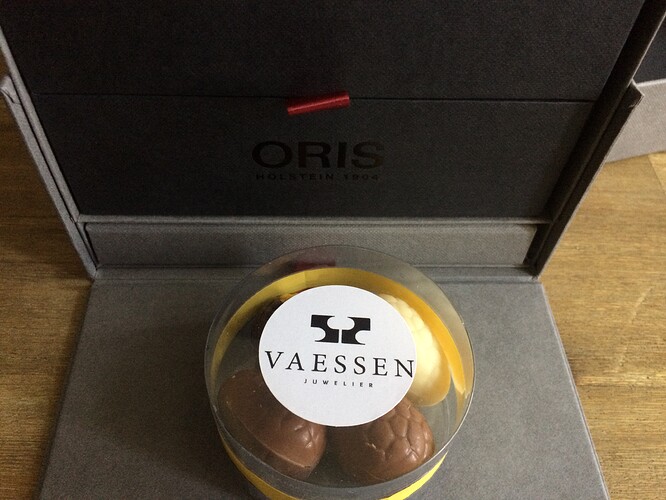 ORIS
HÖLSTEIN 1904
VAESSEN
JUWELIER